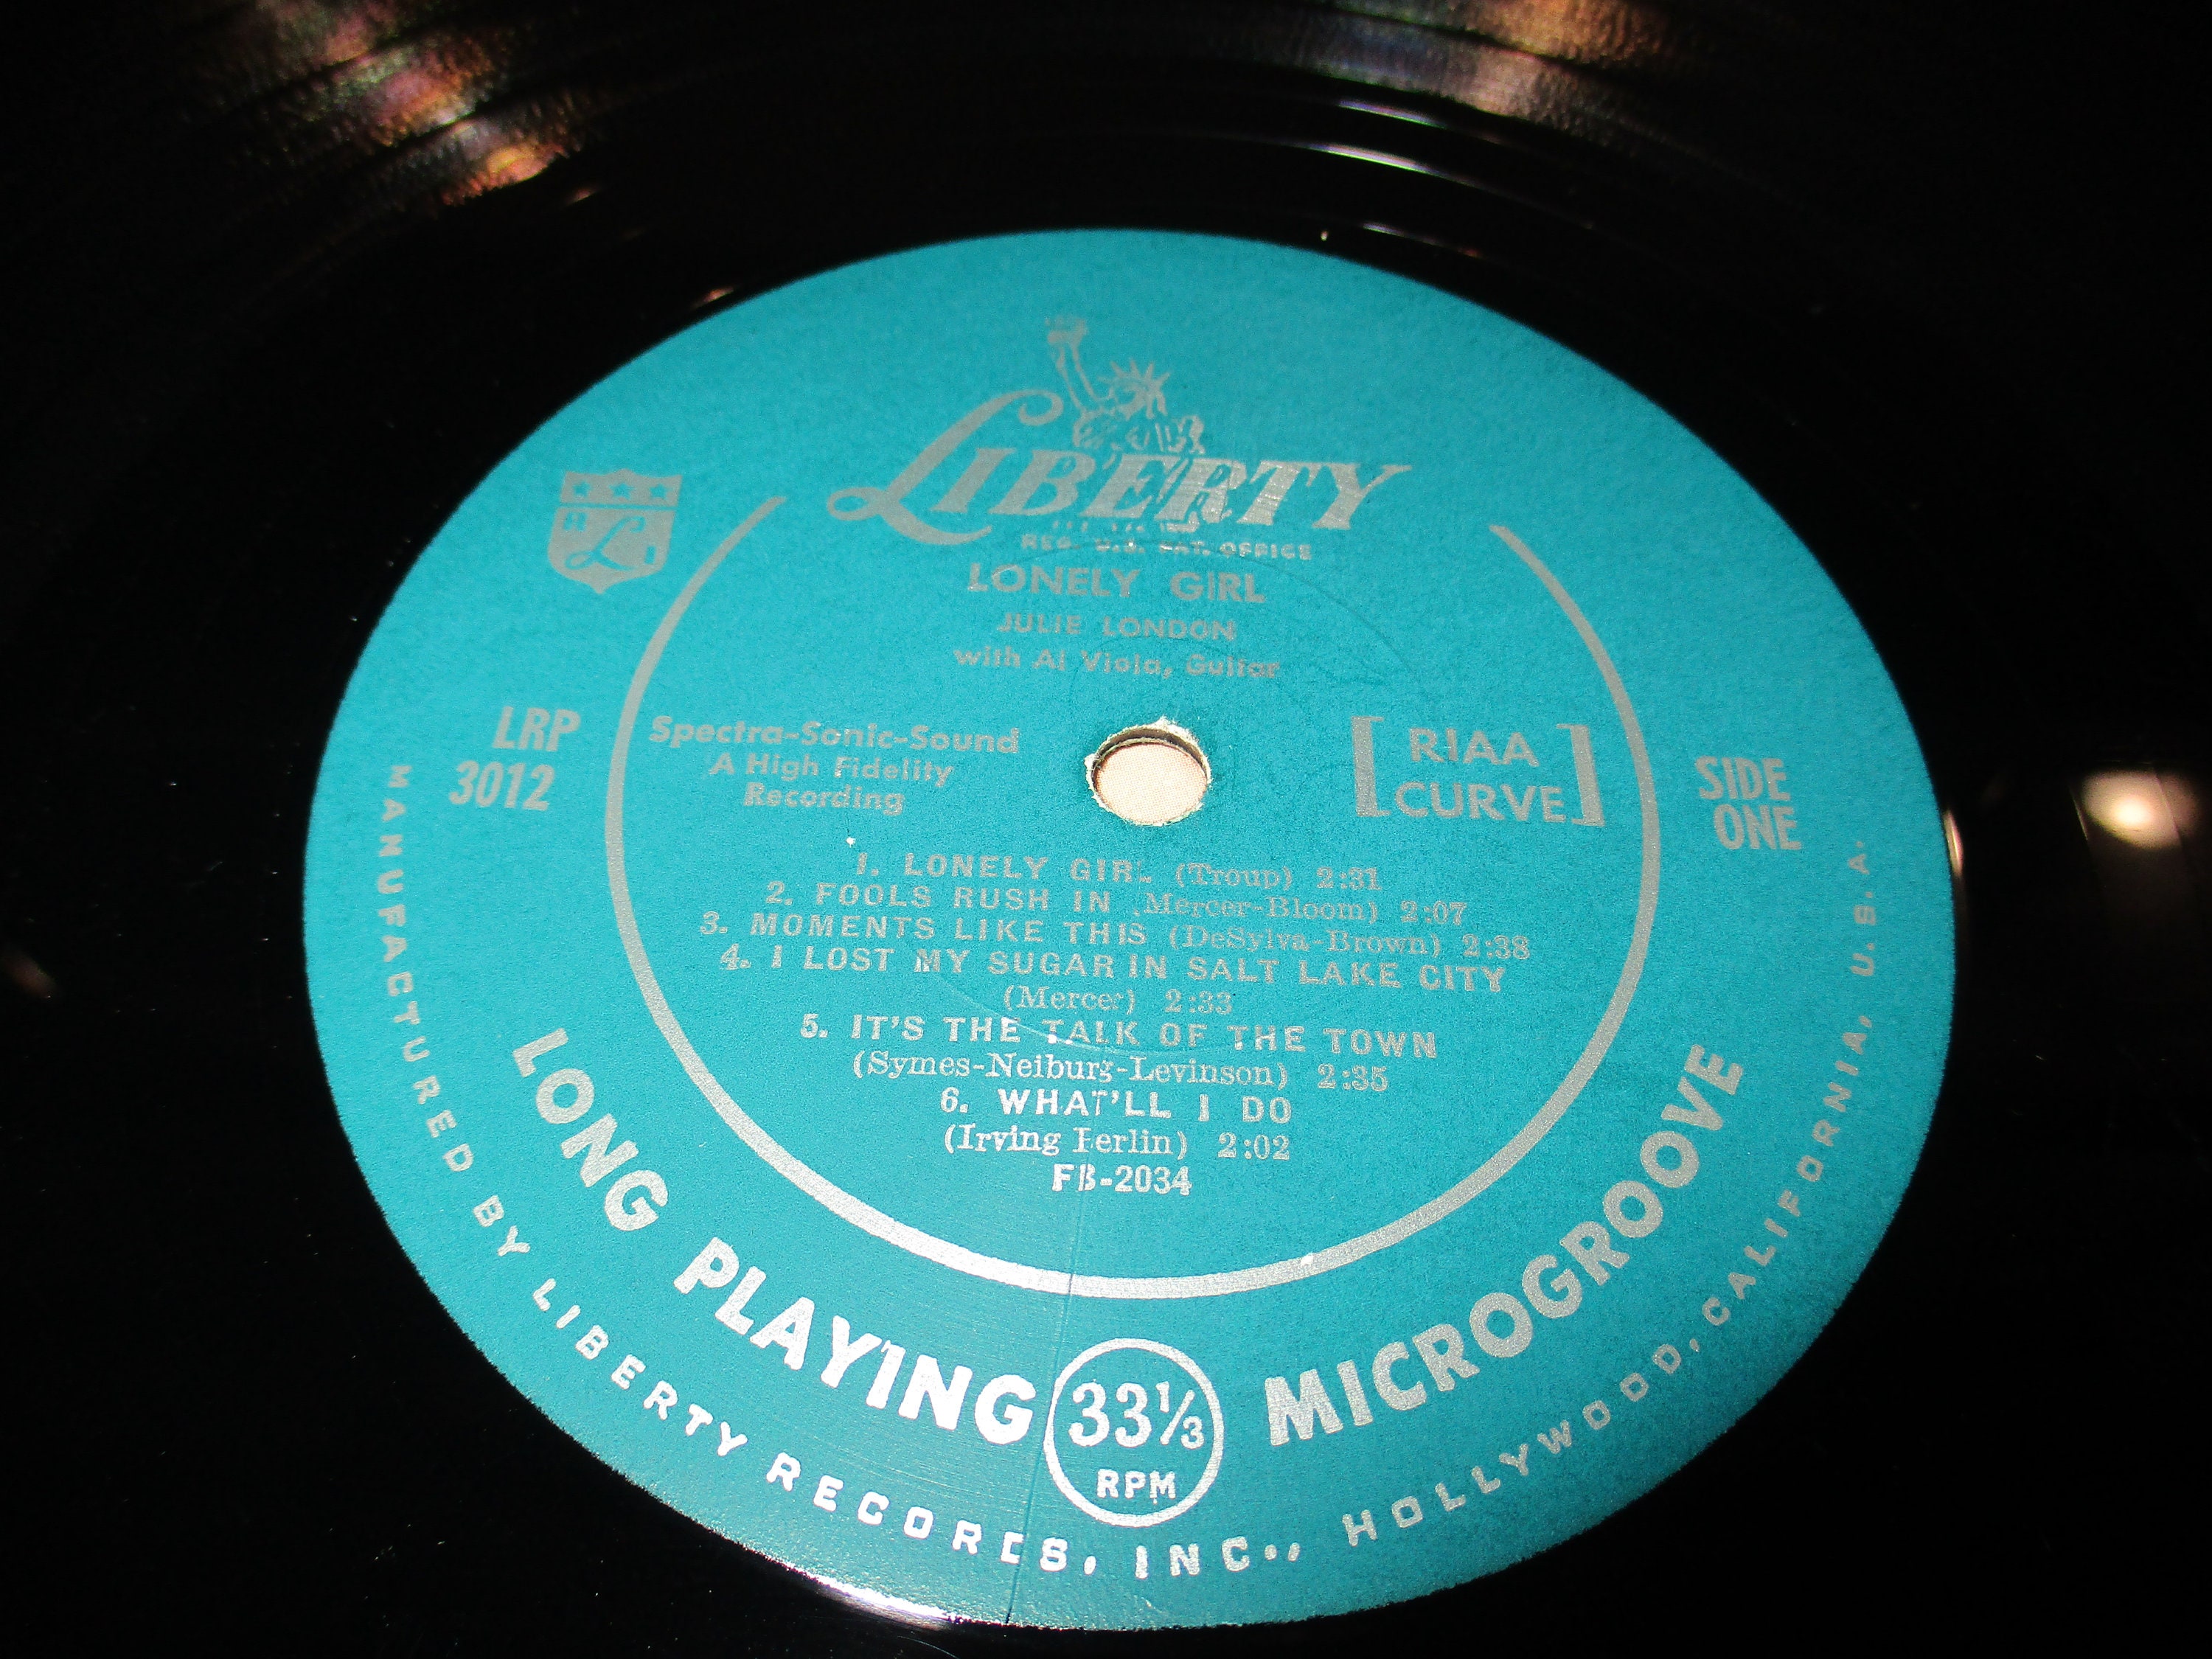 LIBERTY
REG. U.S. PAT. OFFICE
LONELY GIRL
JULIE LONDON
with Al Viola, Guitar
LRP
3012
Spectra-Sonic-Sound
A High Fidelity
Recording
[RIAA
CURVE]
SIDE
ONE
1. LONELY GIRL (Troup) 2:31
2. FOOLS RUSH IN (Mercer-Bloom) 2:07
3. MOMENTS LIKE THIS (DeSylva-Brown) 2:38
4. I LOST MY SUGAR IN SALT LAKE CITY
(Mercer) 2:33
5. IT'S THE TALK OF THE TOWN
(Symes-Neiburg-Levinson) 2:35
6. WHAT'LL I DO
(Irving Berlin) 2:02
FB-2034
LONG PLAYING 33⅓ RPM MICROGROOVE
MANUFACTURED BY LIBERTY RECORDS, INC., HOLLYWOOD, CALIFORNIA, U.S.A.